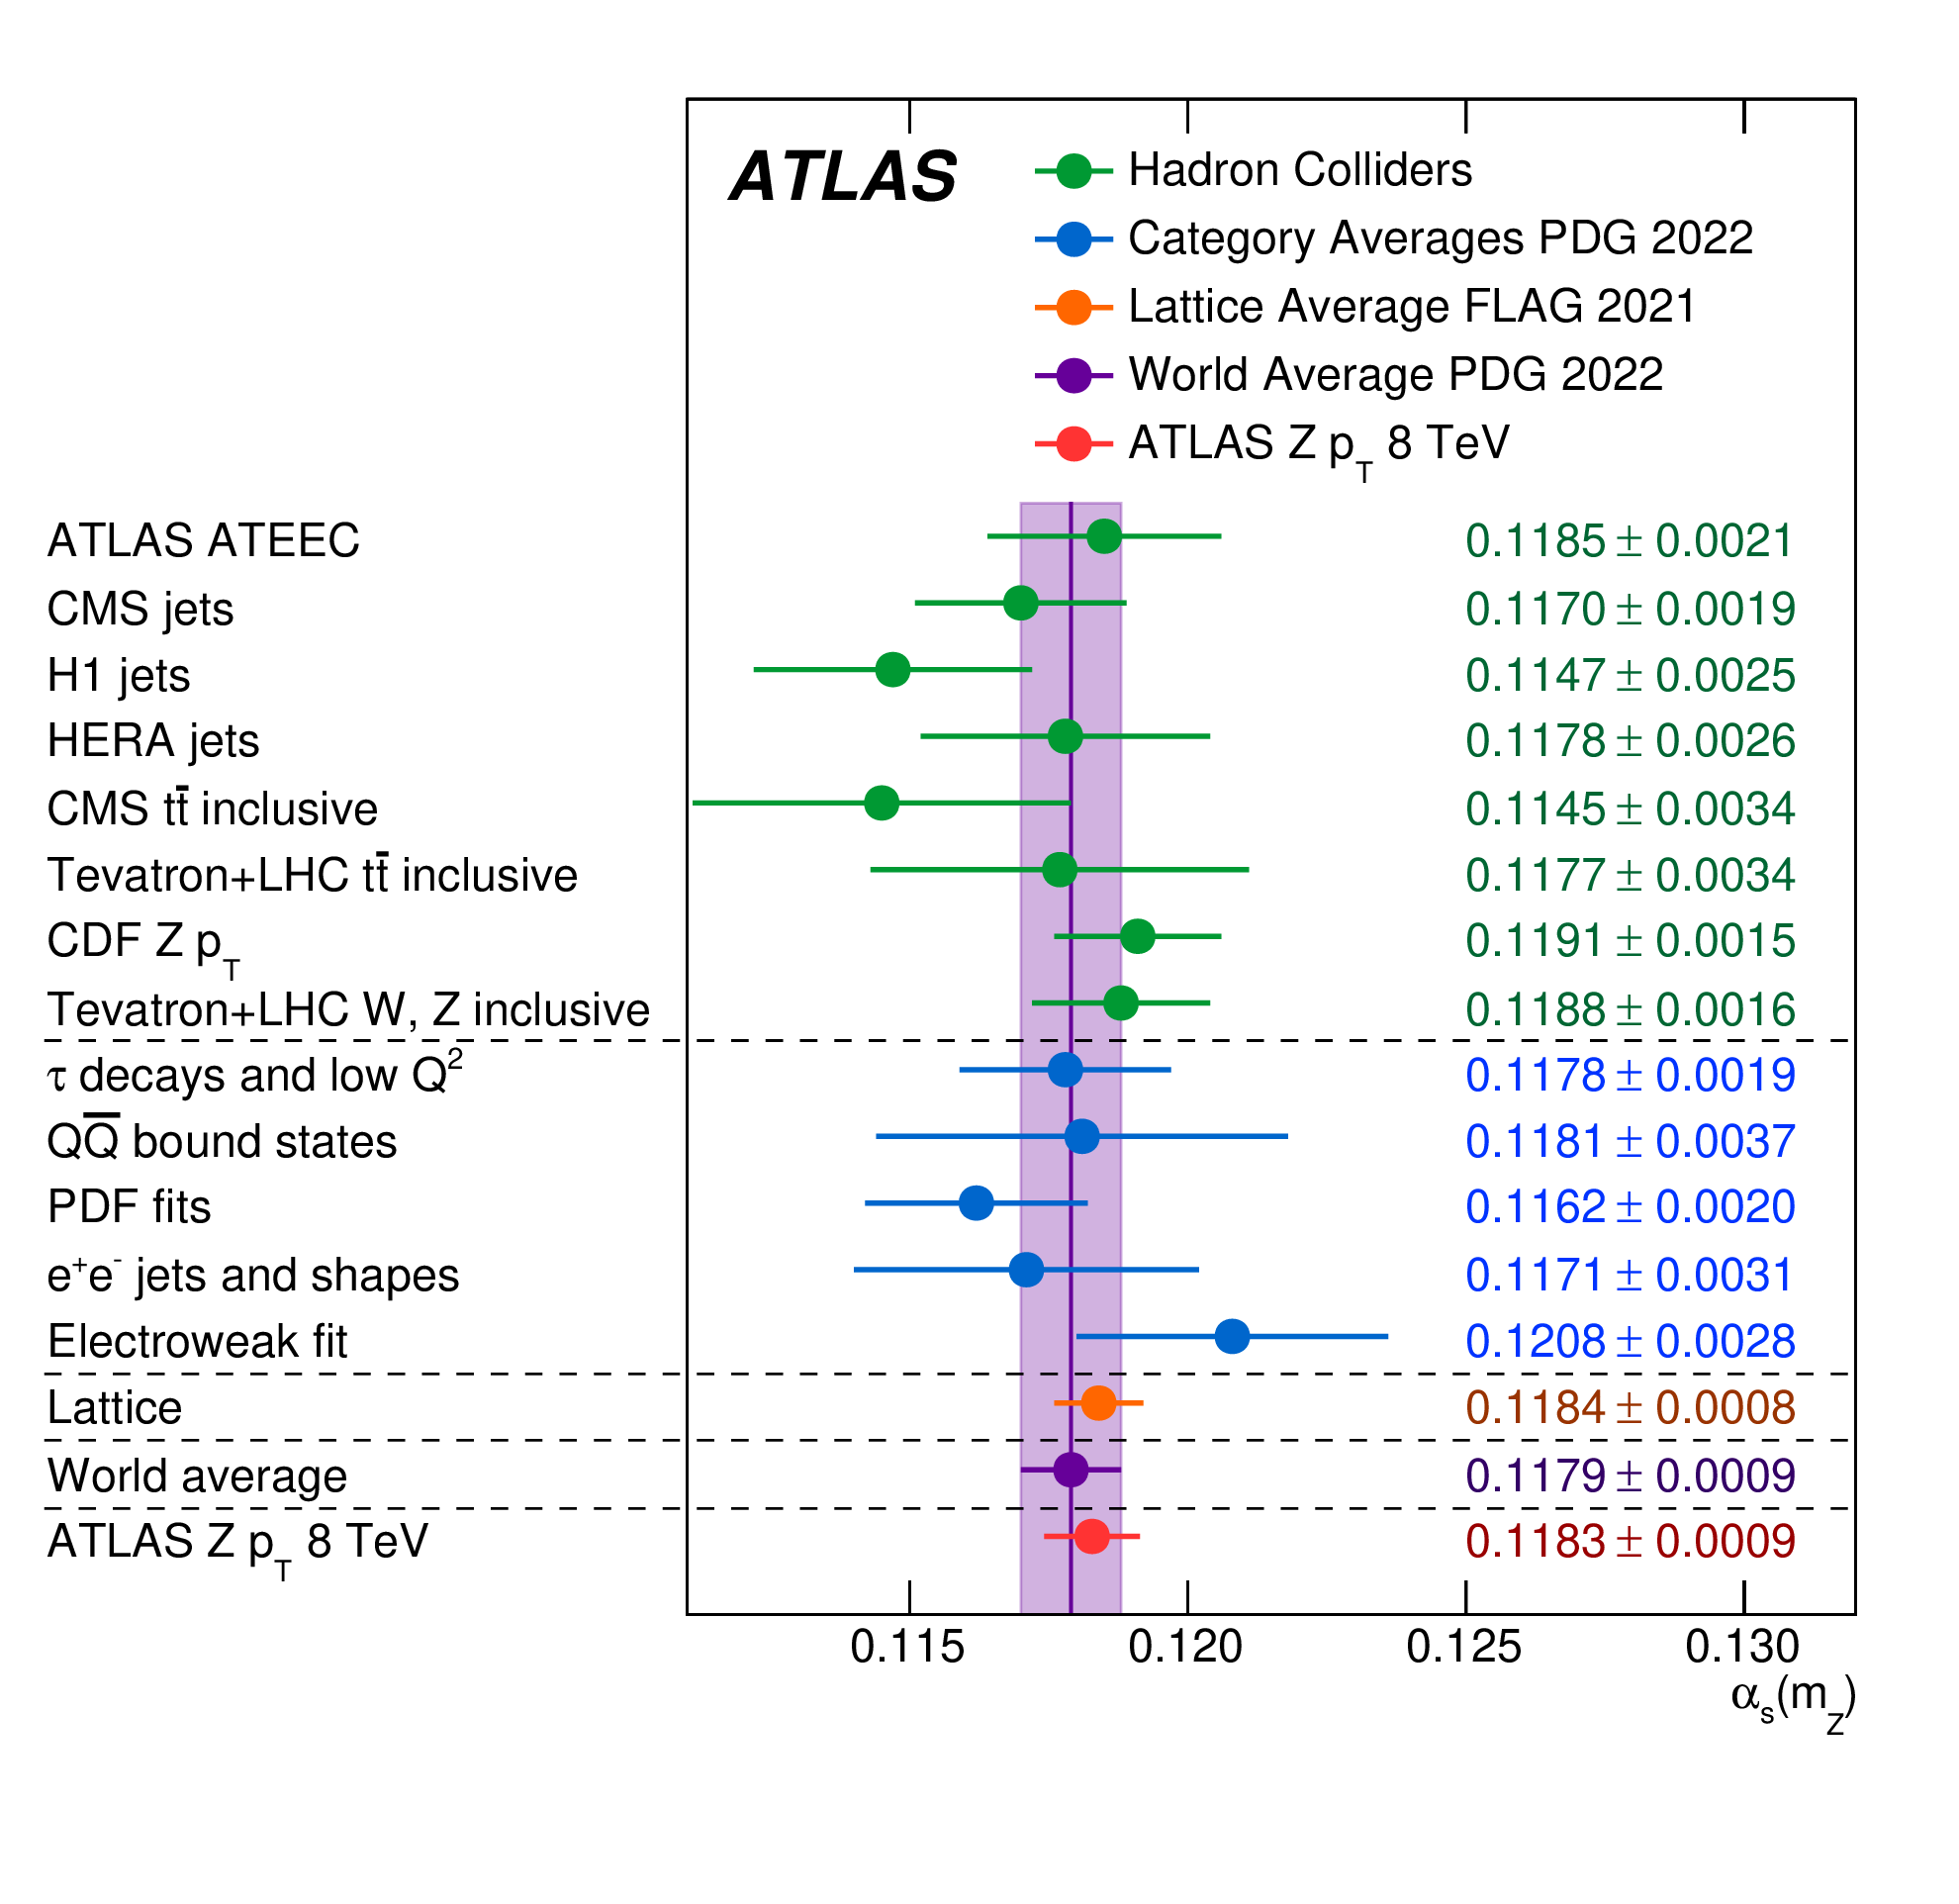 ATLAS
Hadron Colliders
Category Averages PDG 2022
Lattice Average FLAG 2021
World Average PDG 2022
ATLAS Z p_T 8 TeV
ATLAS ATEEC 0.1185 ± 0.0021
CMS jets 0.1170 ± 0.0019
H1 jets 0.1147 ± 0.0025
HERA jets 0.1178 ± 0.0026
CMS tt̄ inclusive 0.1145 ± 0.0034
Tevatron+LHC tt̄ inclusive 0.1177 ± 0.0034
CDF Z p_T 0.1191 ± 0.0015
Tevatron+LHC W, Z inclusive 0.1188 ± 0.0016
τ decays and low Q² 0.1178 ± 0.0019
QQ̅ bound states 0.1181 ± 0.0037
PDF fits 0.1162 ± 0.0020
e⁺e⁻ jets and shapes 0.1171 ± 0.0031
Electroweak fit 0.1208 ± 0.0028
Lattice 0.1184 ± 0.0008
World average 0.1179 ± 0.0009
ATLAS Z p_T 8 TeV 0.1183 ± 0.0009
0.115 0.120 0.125 0.130
α_s(m_Z)